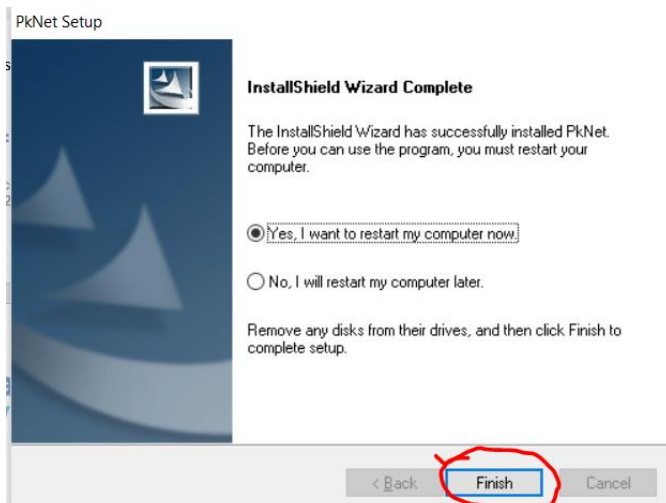 PkNet Setup
InstallShield Wizard Complete
The InstallShield Wizard has successfully installed PkNet.
Before you can use the program, you must restart your
computer.
Yes, I want to restart my computer now.
No, I will restart my computer later.
Remove any disks from their drives, and then click Finish to
complete setup.
< Back Finish Cancel